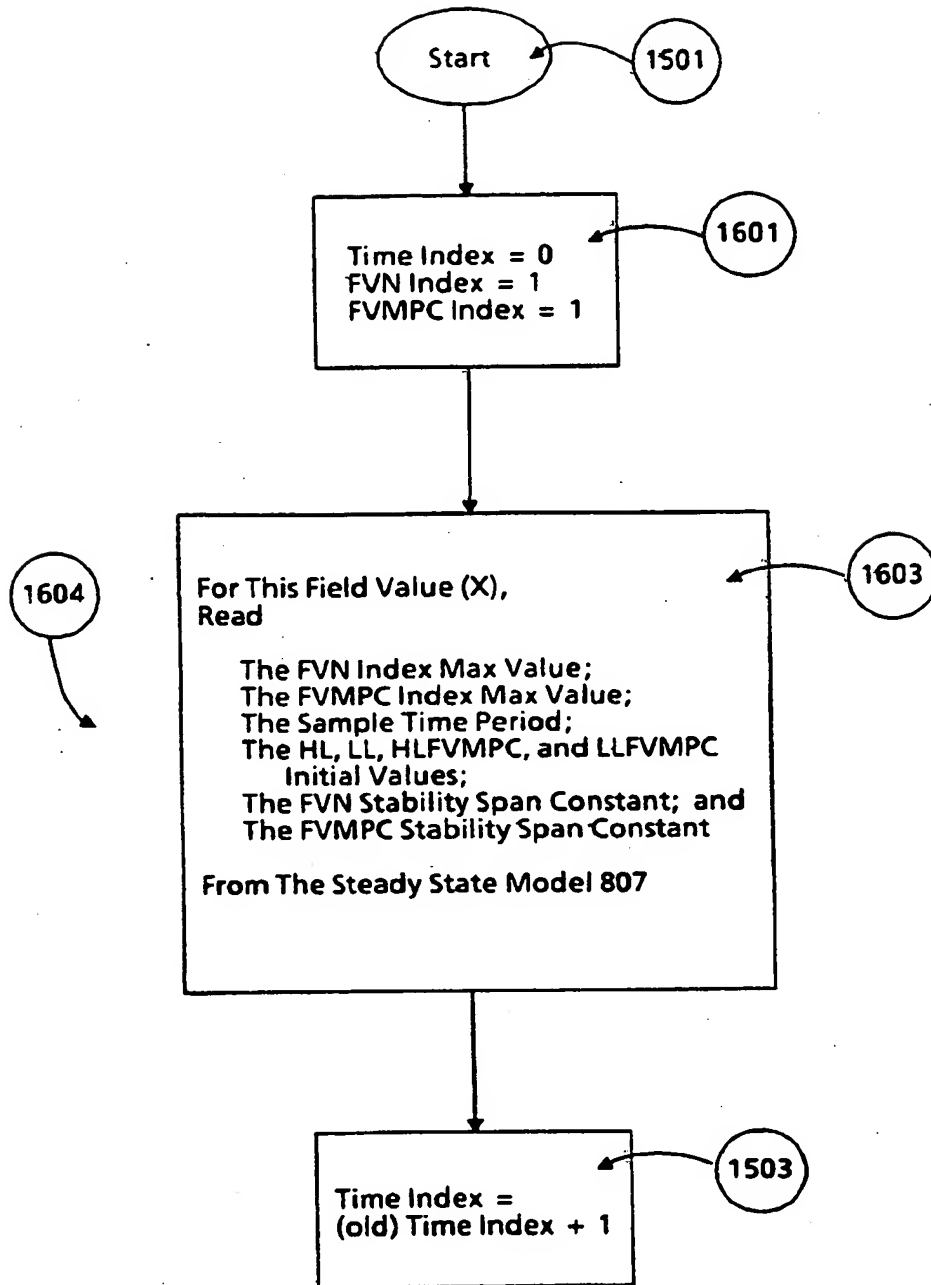 Start
1501
Time Index = 0
FVN Index = 1
FVMPC Index = 1
1601
For This Field Value (X),
Read
The FVN Index Max Value;
The FVMPC Index Max Value;
The Sample Time Period;
The HL, LL, HLFVMPC, and LLFVMPC
Initial Values;
The FVN Stability Span Constant; and
The FVMPC Stability Span Constant
From The Steady State Model 807
1603
1604
Time Index =
(old) Time Index + 1
1503